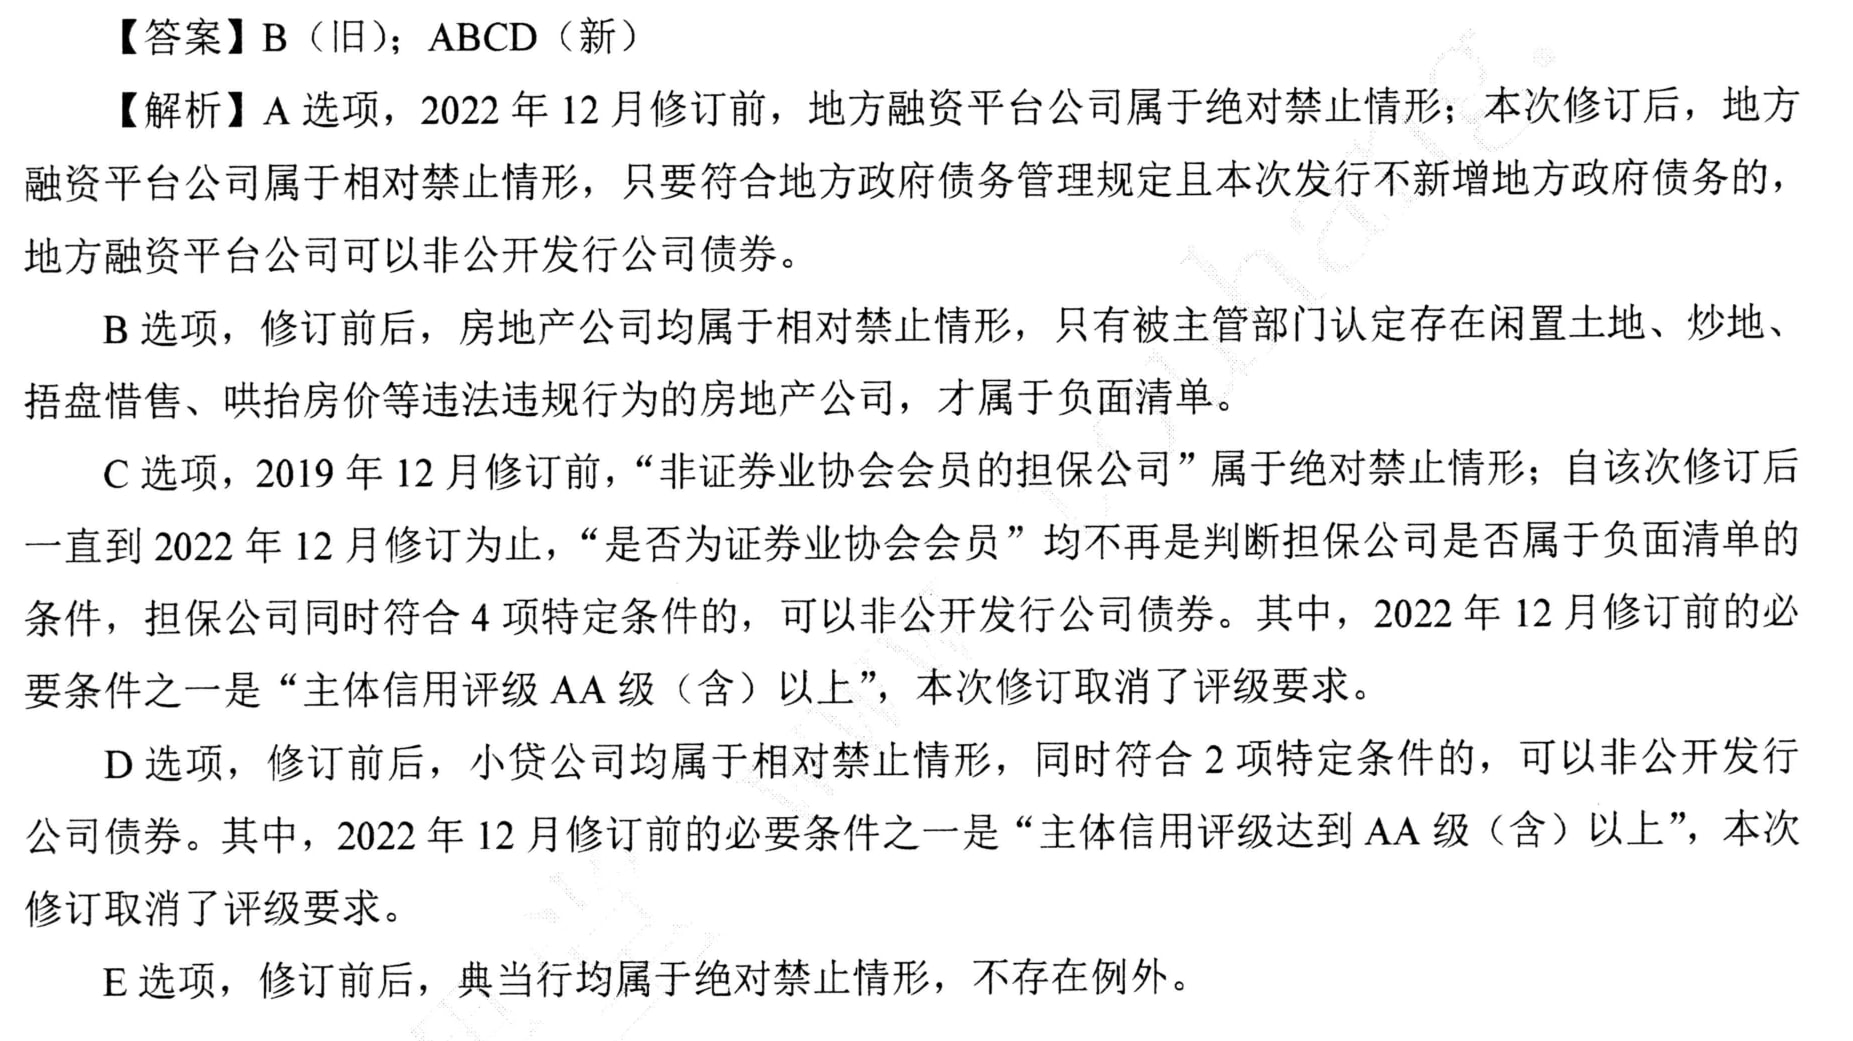 【答案】B（旧）；ABCD（新）
【解析】A 选项，2022 年 12 月修订前，地方融资平台公司属于绝对禁止情形；本次修订后，地方
融资平台公司属于相对禁止情形，只要符合地方政府债务管理规定且本次发行不新增地方政府债务的，
地方融资平台公司可以非公开发行公司债券。
B 选项，修订前后，房地产公司均属于相对禁止情形，只有被主管部门认定存在闲置土地、炒地、
捂盘惜售、哄抬房价等违法违规行为的房地产公司，才属于负面清单。
C 选项，2019 年 12 月修订前，“非证券业协会会员的担保公司”属于绝对禁止情形；自该次修订后
一直到 2022 年 12 月修订为止，“是否为证券业协会会员”均不再是判断担保公司是否属于负面清单的
条件，担保公司同时符合 4 项特定条件的，可以非公开发行公司债券。其中，2022 年 12 月修订前的必
要条件之一是“主体信用评级 AA 级（含）以上”，本次修订取消了评级要求。
D 选项，修订前后，小贷公司均属于相对禁止情形，同时符合 2 项特定条件的，可以非公开发行
公司债券。其中，2022 年 12 月修订前的必要条件之一是“主体信用评级达到 AA 级（含）以上”，本次
修订取消了评级要求。
E 选项，修订前后，典当行均属于绝对禁止情形，不存在例外。